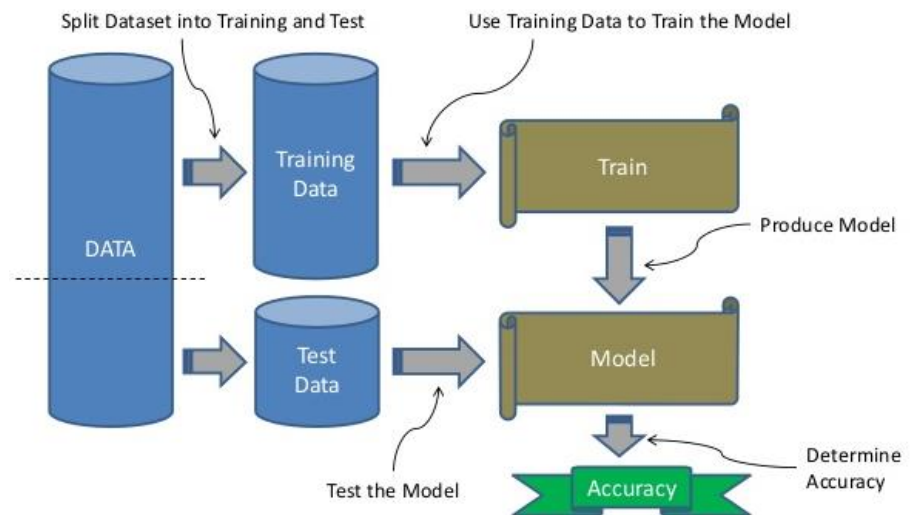 Split Dataset into Training and Test
Use Training Data to Train the Model
Training
Data
Train
DATA
Produce Model
Test
Data
Model
Test the Model
Determine
Accuracy
Accuracy